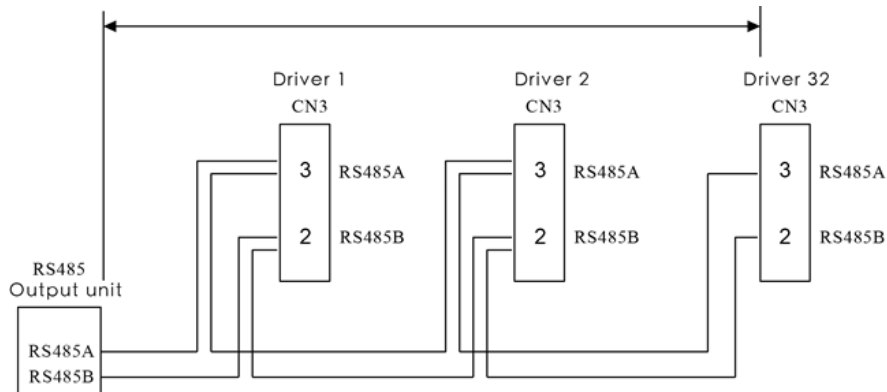 Driver 1
CN3
3
RS485A
2
RS485B
Driver 2
CN3
3
RS485A
2
RS485B
Driver 32
CN3
3
RS485A
2
RS485B
RS485
Output unit
RS485A
RS485B